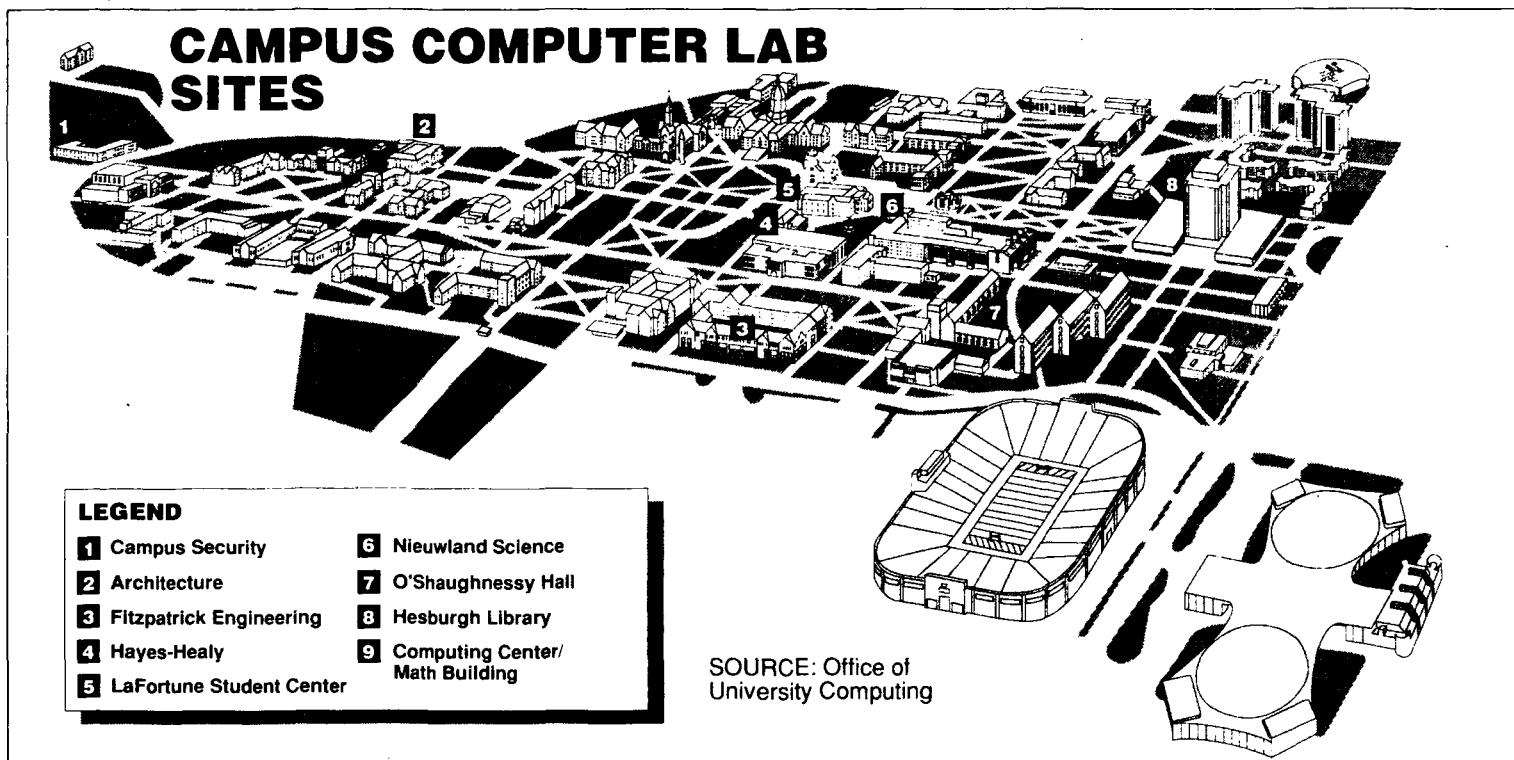 CAMPUS COMPUTER LAB
SITES
1
2
5
8
6
4
7
3
LEGEND
1 Campus Security
2 Architecture
3 Fitzpatrick Engineering
4 Hayes-Healy
5 LaFortune Student Center
6 Nieuwland Science
7 O'Shaughnessy Hall
8 Hesburgh Library
9 Computing Center/
Math Building
SOURCE: Office of
University Computing